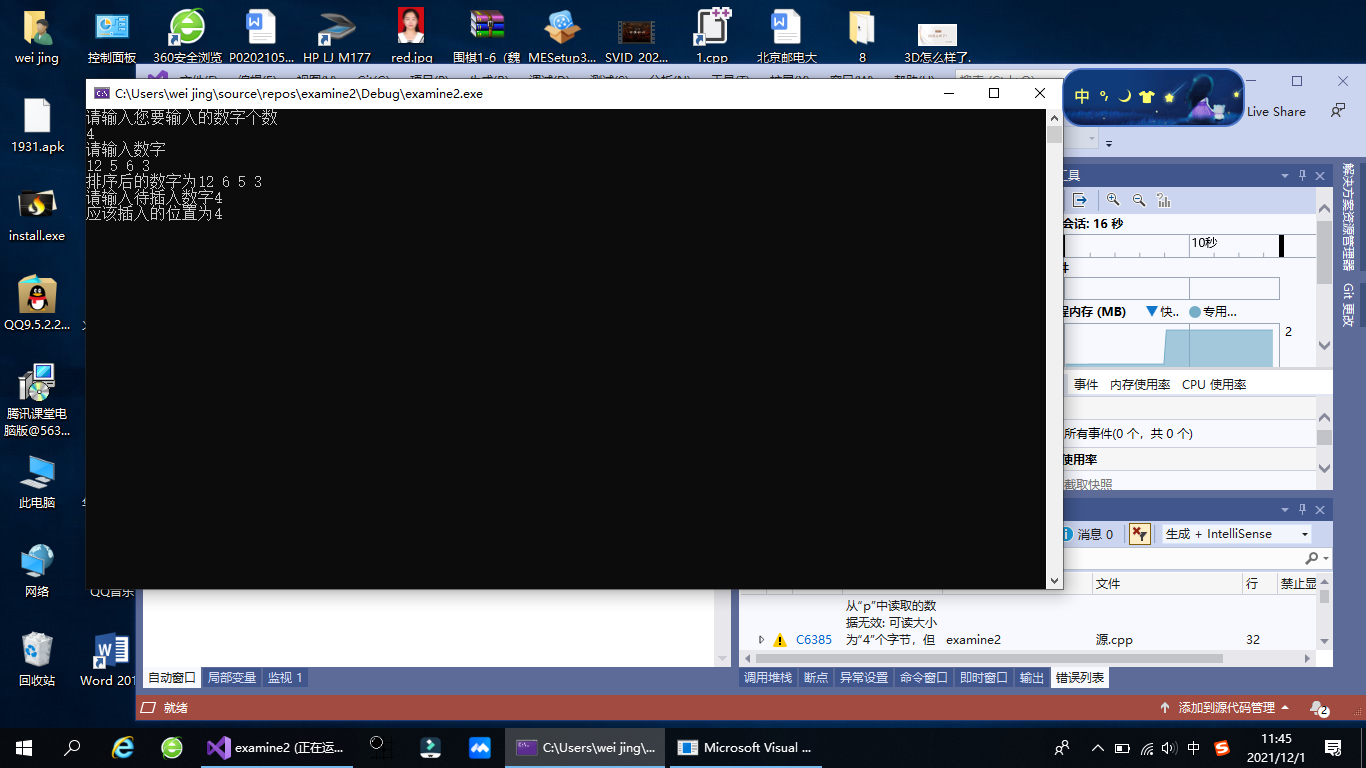 wei jing
控制面板
360安全浏览
P0202105...
HP LJ M177
red.jpg
围棋1-6（魏
MESetup3...
SVID_202...
1.cpp
北京邮电大
8
3D怎么样了.
1931.apk
install.exe
QQ9.5.2.2...
腾讯课堂电
脑版@563...
此电脑
网络
QQ音乐
回收站
Word 201
C:\Users\wei jing\source\repos\examine2\Debug\examine2.exe
请输入您要输入的数字个数
4
请输入数字
12 5 6 3
排序后的数字为12 6 5 3
请输入待插入数字4
应该插入的位置为4
中
Live Share
工具
会话: 16 秒
10秒
件
程内存 (MB)
快..
专用...
2
事件
内存使用率
CPU 使用率
所有事件(0 个，共 0 个)
使用率
截取快照
解决方案资源管理器
Git 更改
消息 0
生成 + IntelliSense
文件
行
禁止显
从“p”中读取的数
据无效: 可读大小
C6385
为“4”个字节，但
examine2
源.cpp
32
自动窗口
局部变量
监视 1
调用堆栈
断点
异常设置
命令窗口
即时窗口
输出
错误列表
就绪
添加到源代码管理
2
examine2 (正在运...
C:\Users\wei jing\...
Microsoft Visual ...
中
11:45
2021/12/1